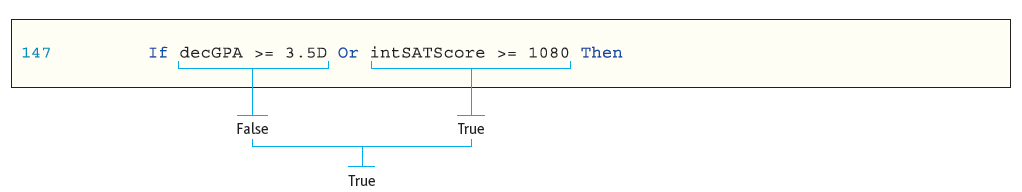 147 If decGPA >= 3.5D Or intSATScore >= 1080 Then
False True
True